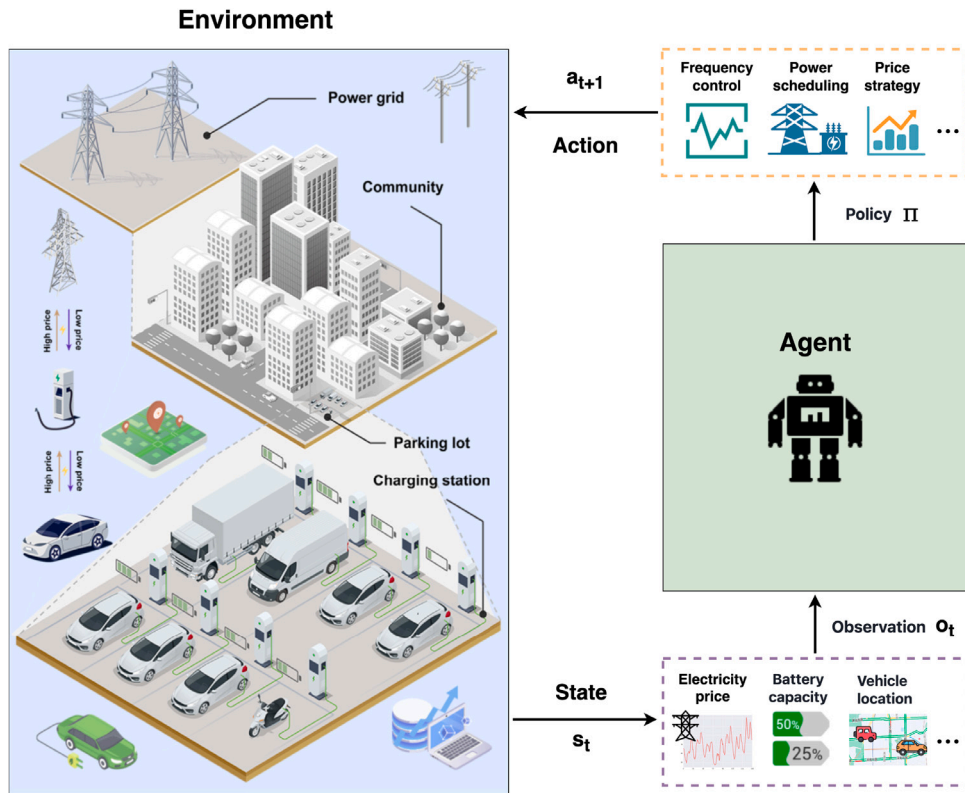 Environment
Power grid
Community
High price
Low price
Parking lot
High price
Low price
Charging station
a_{t+1}
Action
Frequency
control
Power
scheduling
Price
strategy
...
Policy Π
Agent
Observation o_t
State
s_t
Electricity
price
Battery
capacity
50%
25%
Vehicle
location
...